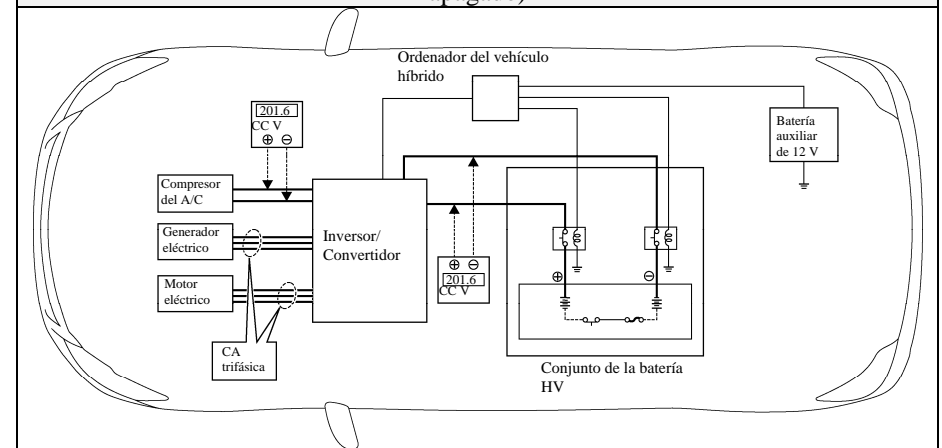 apagado)
Ordenador del vehículo
híbrido
201.6
CC V
⊕ ⊖
Batería
auxiliar
de 12 V
Compresor
del A/C
Generador
eléctrico
Inversor/
Convertidor
Motor
eléctrico
⊕ ⊖
201.6
CC V
⊕ ⊖
CA
trifásica
Conjunto de la batería
HV